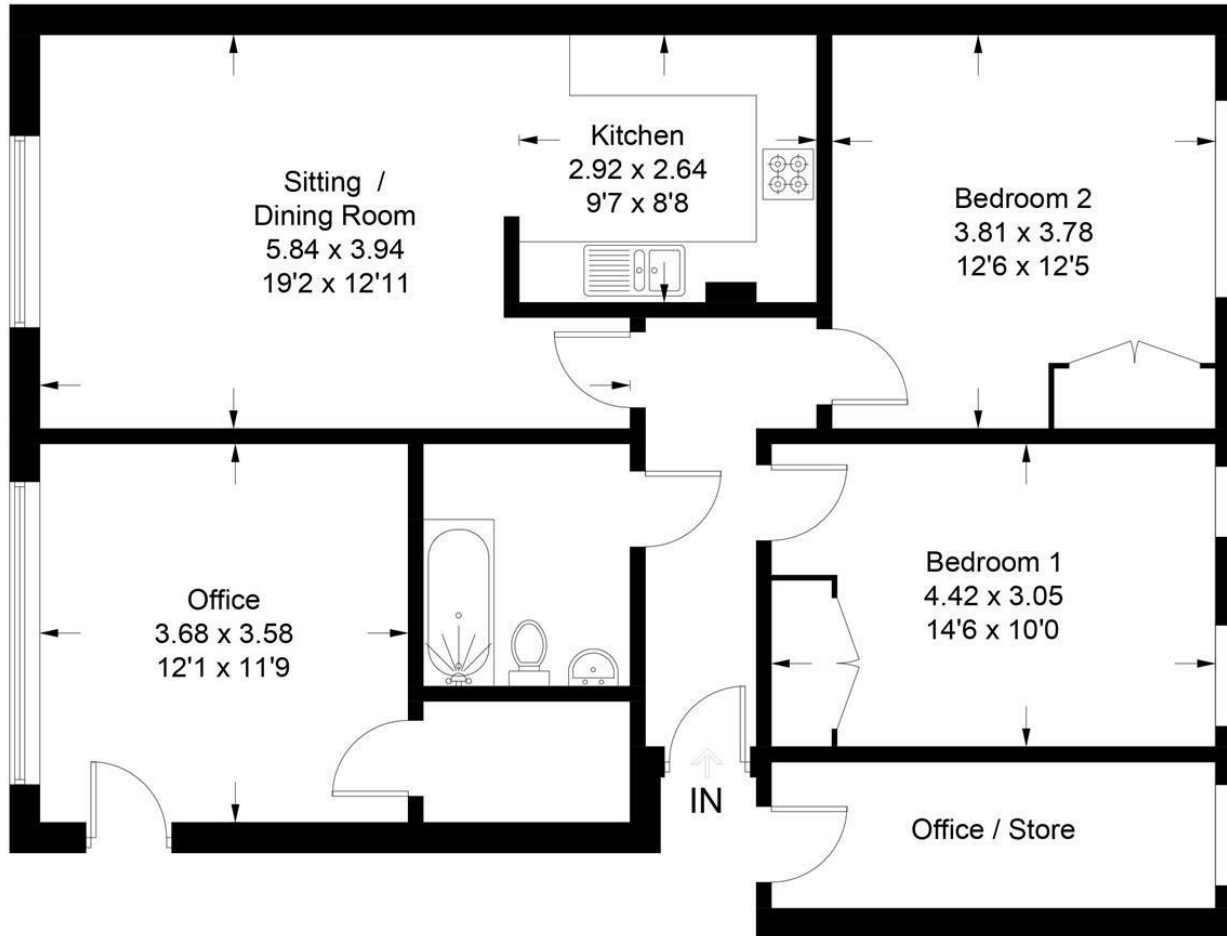 Kitchen
2.92 x 2.64
9'7 x 8'8
Sitting /
Dining Room
5.84 x 3.94
19'2 x 12'11
Bedroom 2
3.81 x 3.78
12'6 x 12'5
Office
3.68 x 3.58
12'1 x 11'9
Bedroom 1
4.42 x 3.05
14'6 x 10'0
IN
Office / Store